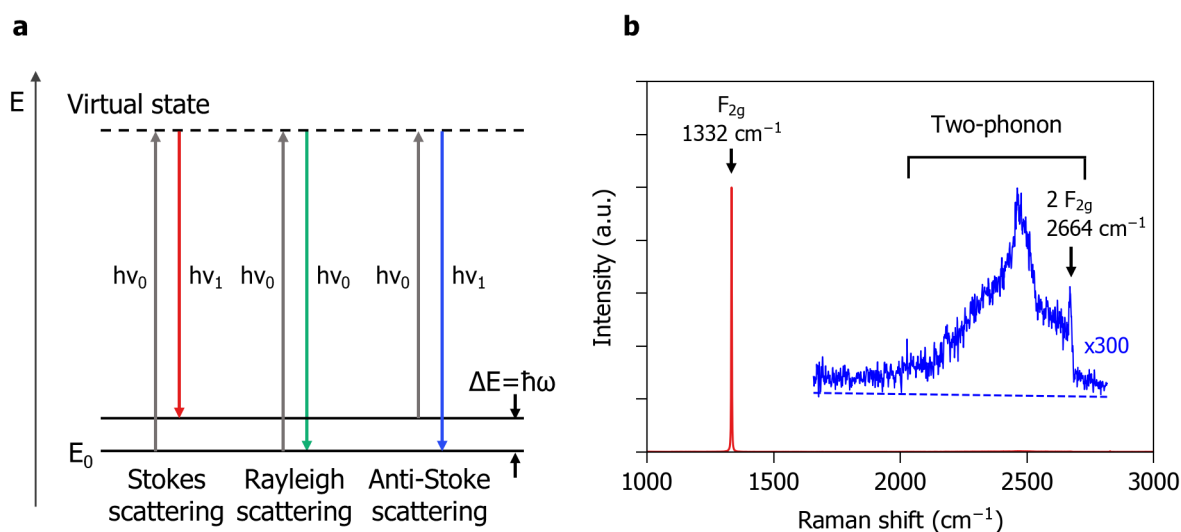 a
E
Virtual state
hν₀
hν₁
hν₀
hν₀
hν₀
hν₁
ΔE=ħω
E₀
Stokes
scattering
Rayleigh
scattering
Anti-Stoke
scattering
b
F₂g
1332 cm⁻¹
Two-phonon
2 F₂g
2664 cm⁻¹
x300
Intensity (a.u.)
1000
1500
2000
2500
3000
Raman shift (cm⁻¹)